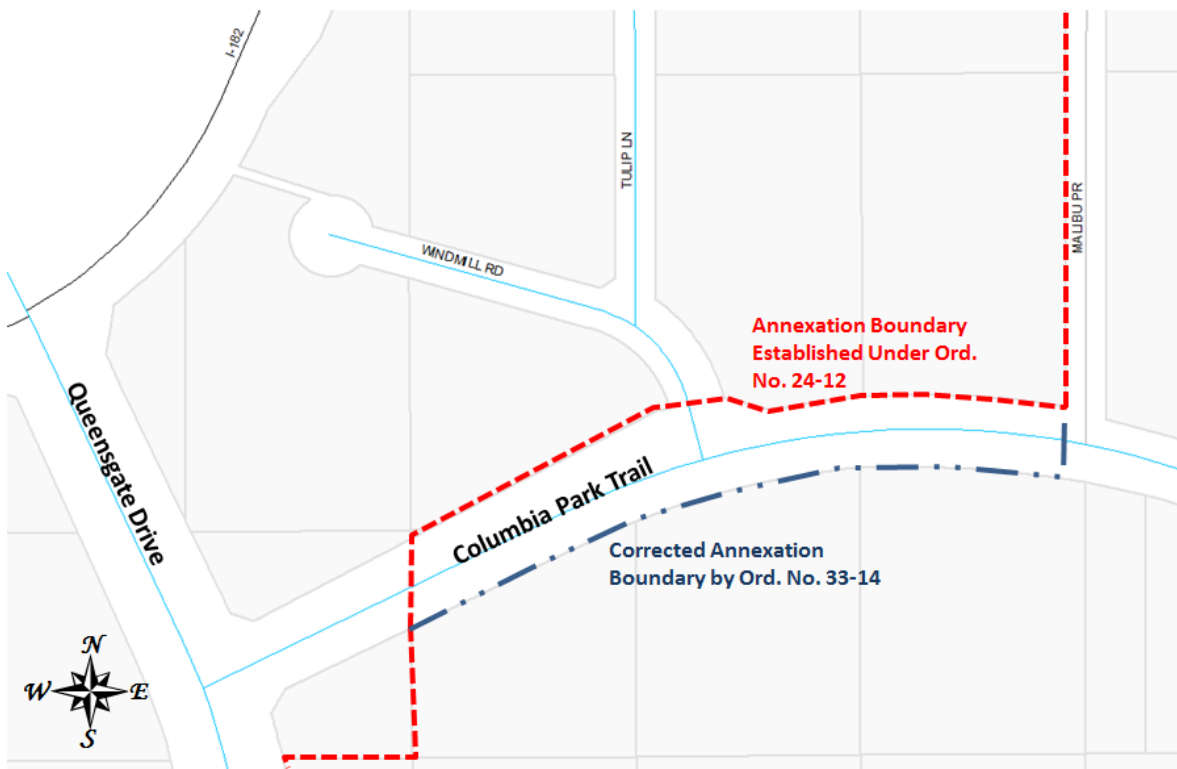 I-182
TULIP LN
MALIBU PR
WINDMILL RD
Annexation Boundary
Established Under Ord.
No. 24-12
Queensgate Drive
Columbia Park Trail
Corrected Annexation
Boundary by Ord. No. 33-14
N
W E
S